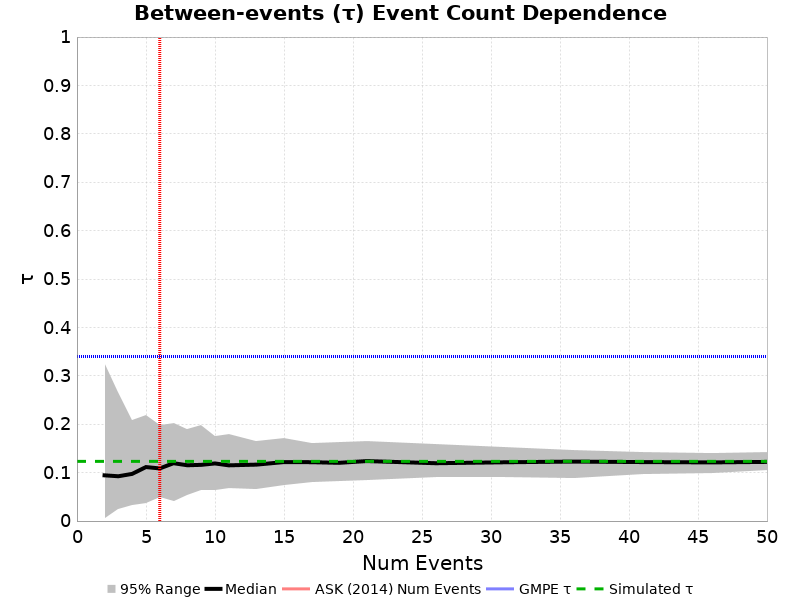 Between-events (τ) Event Count Dependence
1
0.9
0.8
0.7
0.6
0.5
0.4
0.3
0.2
0.1
0
τ
0 5 10 15 20 25 30 35 40 45 50
Num Events
95% Range Median ASK (2014) Num Events GMPE τ Simulated τ